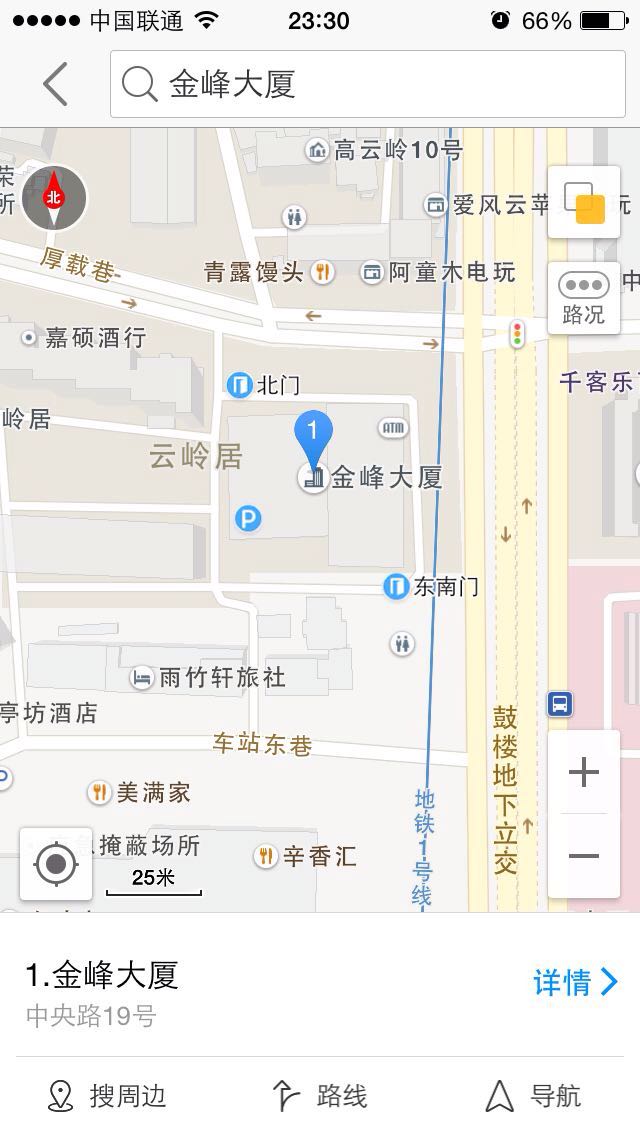 中国联通
23:30
66%
金峰大厦
高云岭10号
荣
所
北
爱风云苹
玩
厚载巷
青露馒头
阿童木电玩
中
路况
嘉硕酒行
北门
千客乐
岭居
1
ATM
云岭居
金峰大厦
P
东南门
雨竹轩旅社
亭坊酒店
车站东巷
鼓楼地下立交
美满家
地铁1号线
急掩蔽场所
辛香汇
25米
1.金峰大厦
详情
中央路19号
搜周边
路线
导航